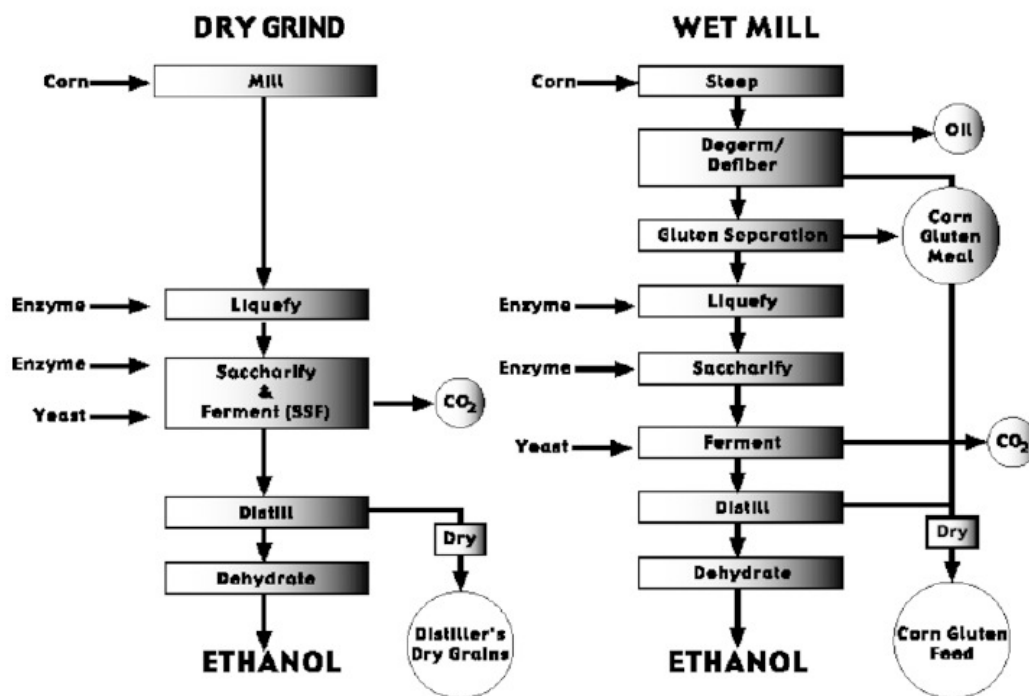 DRY GRIND
Corn
Mill
Enzyme
Liquefy
Enzyme
Yeast
Saccharify
&
Ferment (SSF)
CO₂
Distill
Dry
Dehydrate
Distiller's
Dry Grains
ETHANOL
WET MILL
Corn
Steep
Degerm/
Defiber
Oil
Gluten Separation
Corn
Gluten
Meal
Enzyme
Liquefy
Enzyme
Saccharify
Yeast
Ferment
CO₂
Distill
Dry
Dehydrate
Corn Gluten
Feed
ETHANOL